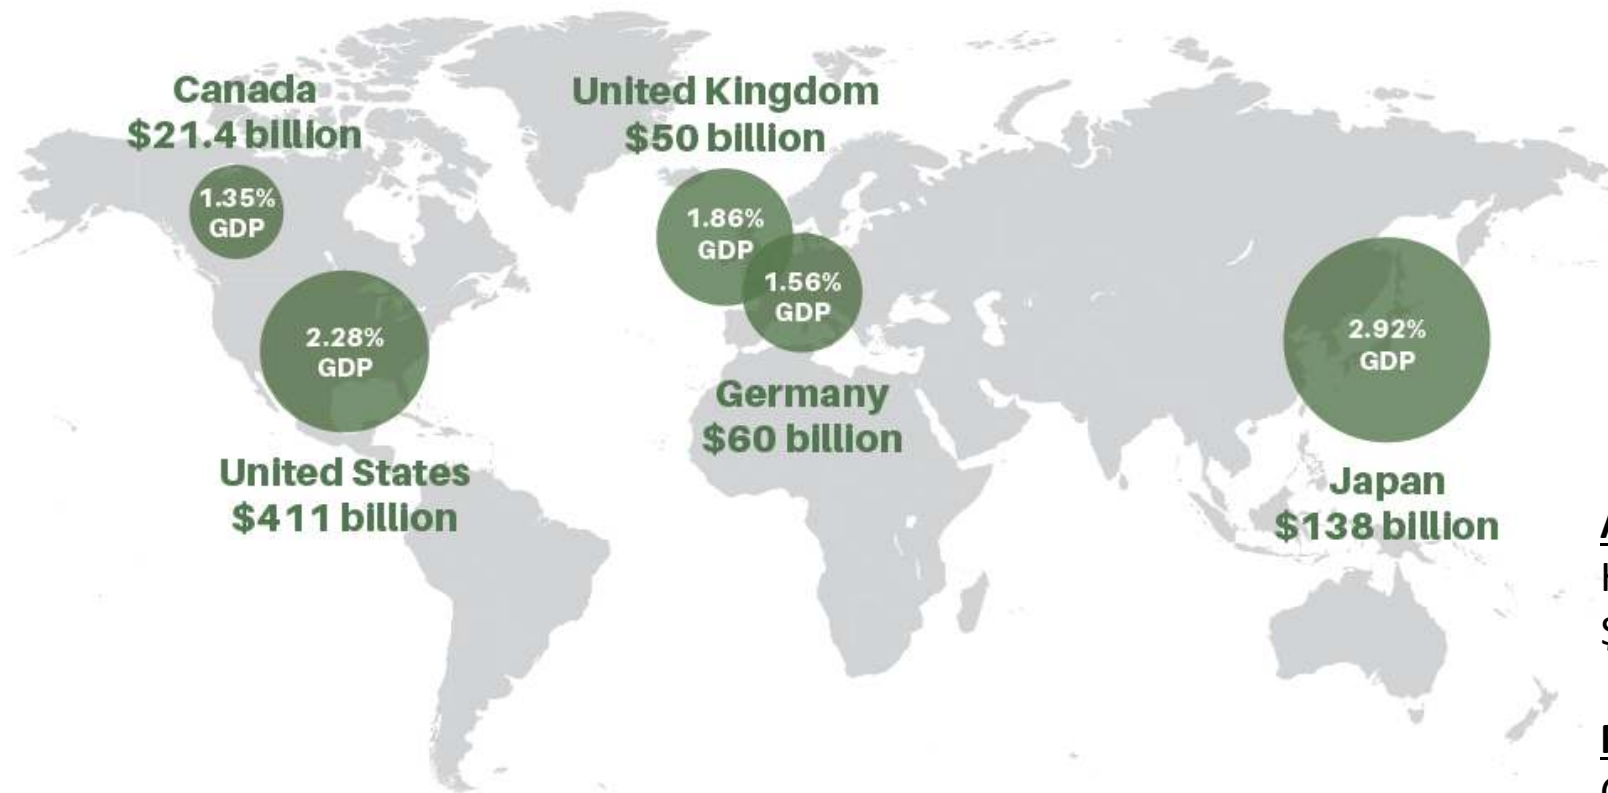 Canada
$21.4 billion
1.35%
GDP
United Kingdom
$50 billion
1.86%
GDP
1.56%
GDP
Germany
$60 billion
2.28%
GDP
United States
$411 billion
2.92%
GDP
Japan
$138 billion